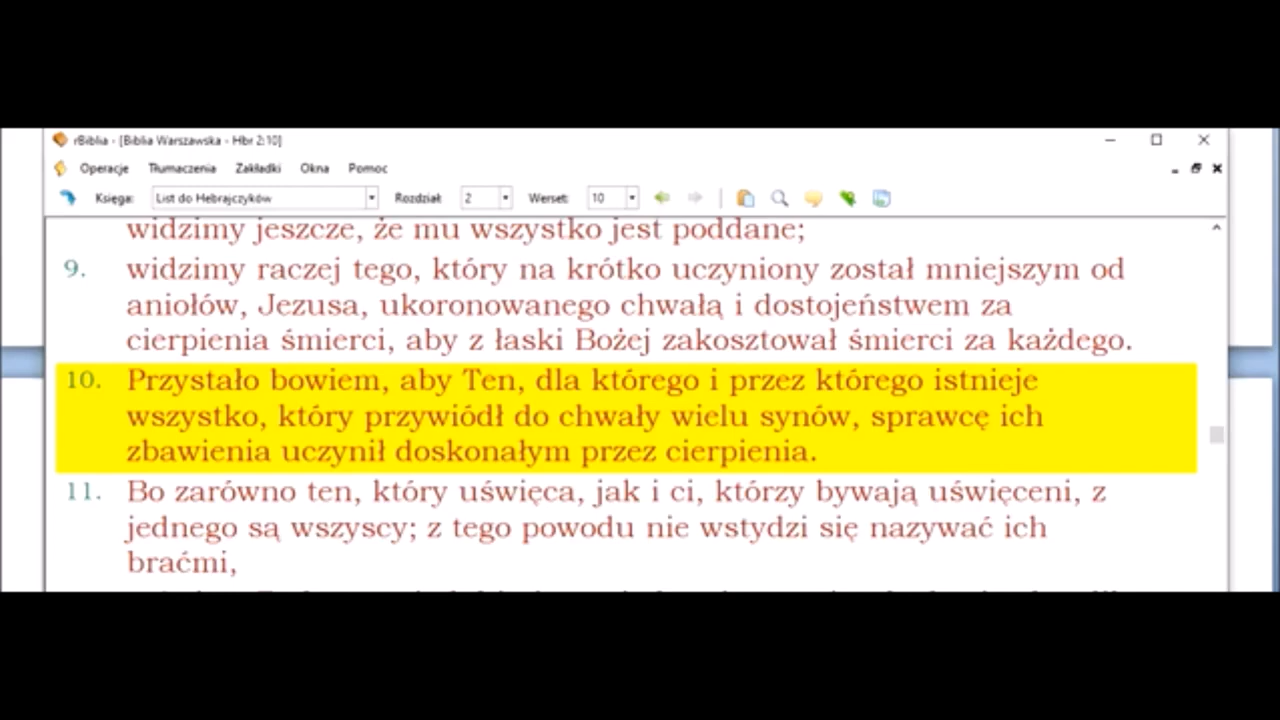 rBiblia - [Biblia Warszawska - Hbr 2:10]
Operacje Tłumaczenia Zakładki Okna Pomoc
Księga: List do Hebrajczyków Rozdział 2 Werset: 10
widzimy jeszcze, że mu wszystko jest poddane;
9. widzimy raczej tego, który na krótko uczyniony został mniejszym od
aniołów, Jezusa, ukoronowanego chwałą i dostojeństwem za
cierpienia śmierci, aby z łaski Bożej zakosztował śmierci za każdego.
10. Przystało bowiem, aby Ten, dla którego i przez którego istnieje
wszystko, który przywiódł do chwały wielu synów, sprawcę ich
zbawienia uczynił doskonałym przez cierpienia.
11. Bo zarówno ten, który uświęca, jak i ci, którzy bywają uświęceni, z
jednego są wszyscy; z tego powodu nie wstydzi się nazywać ich
braćmi,